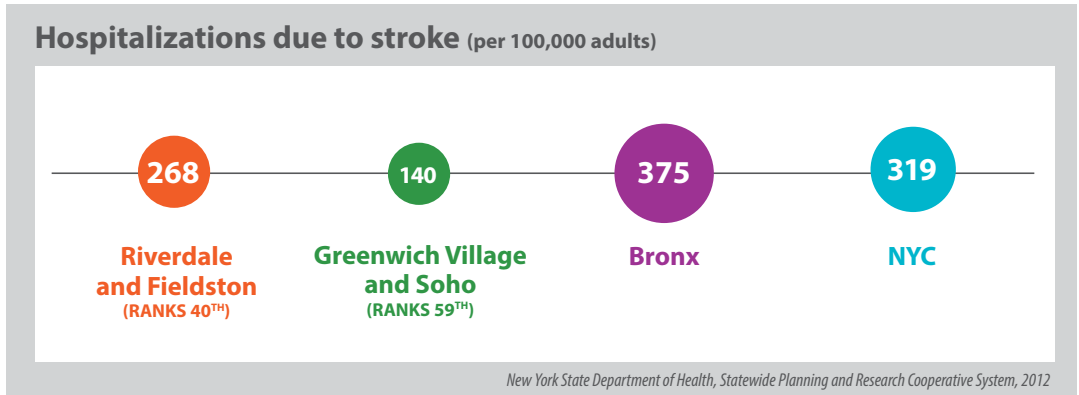 Hospitalizations due to stroke (per 100,000 adults)
268
140
375
319
Riverdale
and Fieldston
(RANKS 40TH)
Greenwich Village
and Soho
(RANKS 59TH)
Bronx
NYC
New York State Department of Health, Statewide Planning and Research Cooperative System, 2012